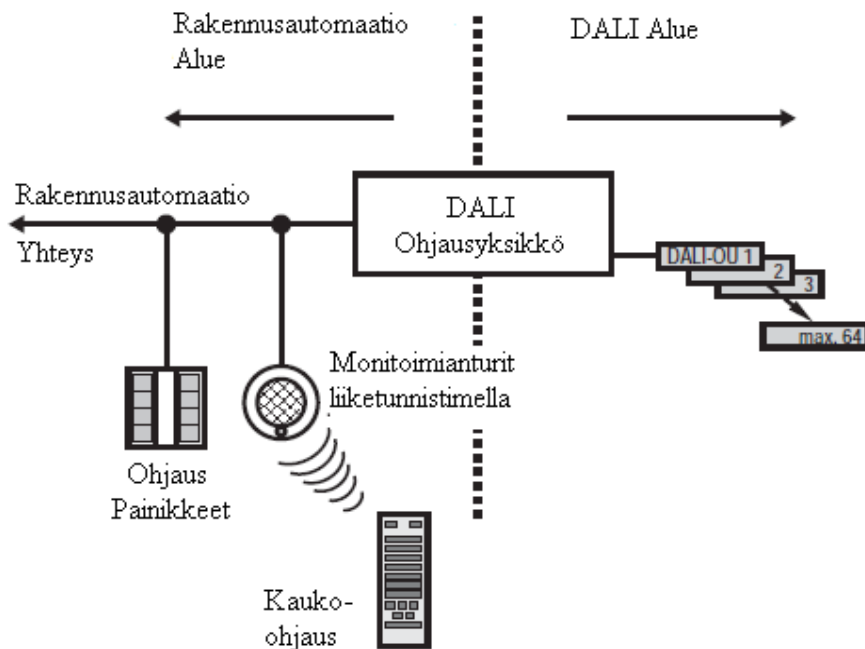 Rakennusautomaatio
Alue
DALI Alue
Rakennusautomaatio
Yhteys
DALI
Ohjausyksikkö
DALI-OU 1
2
3
max. 64
Monitoimianturit
liiketunnistimella
Ohjaus
Painikkeet
Kauko-
ohjaus